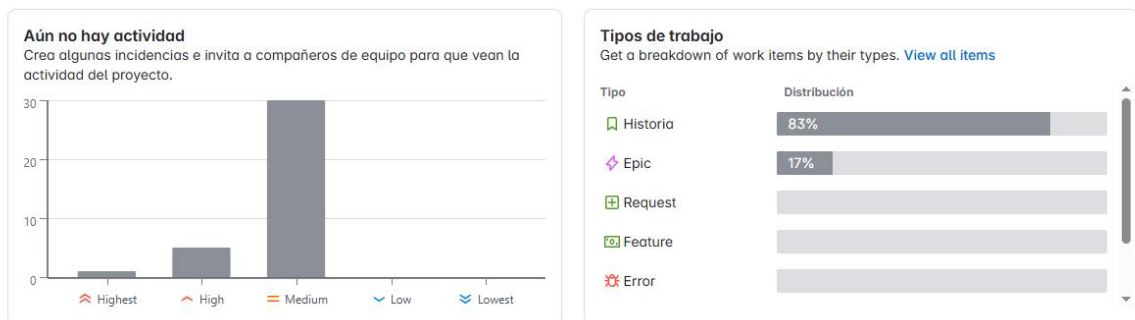 Aún no hay actividad
Crea algunas incidencias e invita a compañeros de equipo para que vean la
actividad del proyecto.
30
20
10
0
Highest
High
Medium
Low
Lowest
Tipos de trabajo
Get a breakdown of work items by their types. View all items
Tipo Distribución
Historia 83%
Epic 17%
Request
Feature
Error